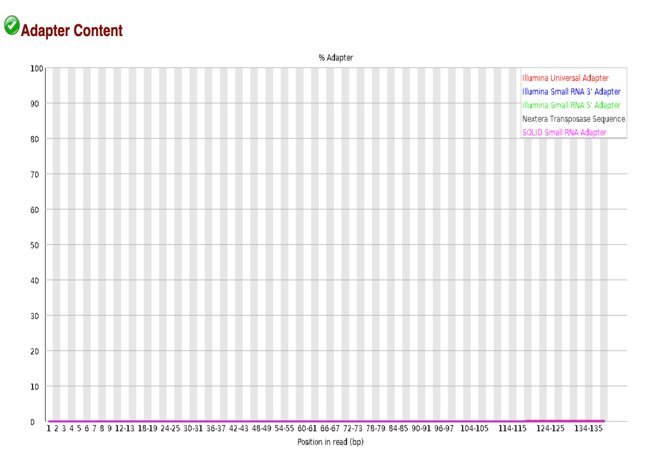 Adapter Content
% Adapter
Illumina Universal Adapter
Illumina Small RNA 3' Adapter
Illumina Small RNA 5' Adapter
Nextera Transposase Sequence
SOLID Small RNA Adapter
100
90
80
70
60
50
40
30
20
10
0
1 2 3 4 5 6 7 8 9 12-13 18-19 24-25 30-31 36-37 42-43 48-49 54-55 60-61 66-67 72-73 78-79 84-85 90-91 96-97 104-105 114-115 124-125 134-135
Position in read (bp)